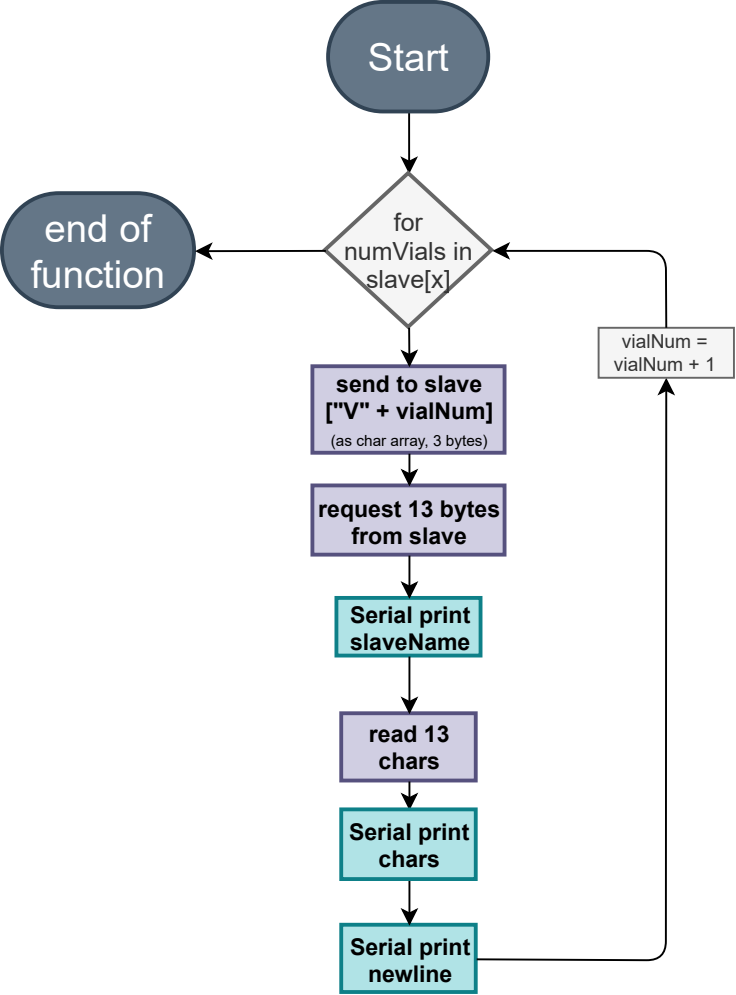 Start
for
numVials in
slave[x]
end of
function
vialNum =
vialNum + 1
send to slave
["V" + vialNum]
(as char array, 3 bytes)
request 13 bytes
from slave
Serial print
slaveName
read 13
chars
Serial print
chars
Serial print
newline